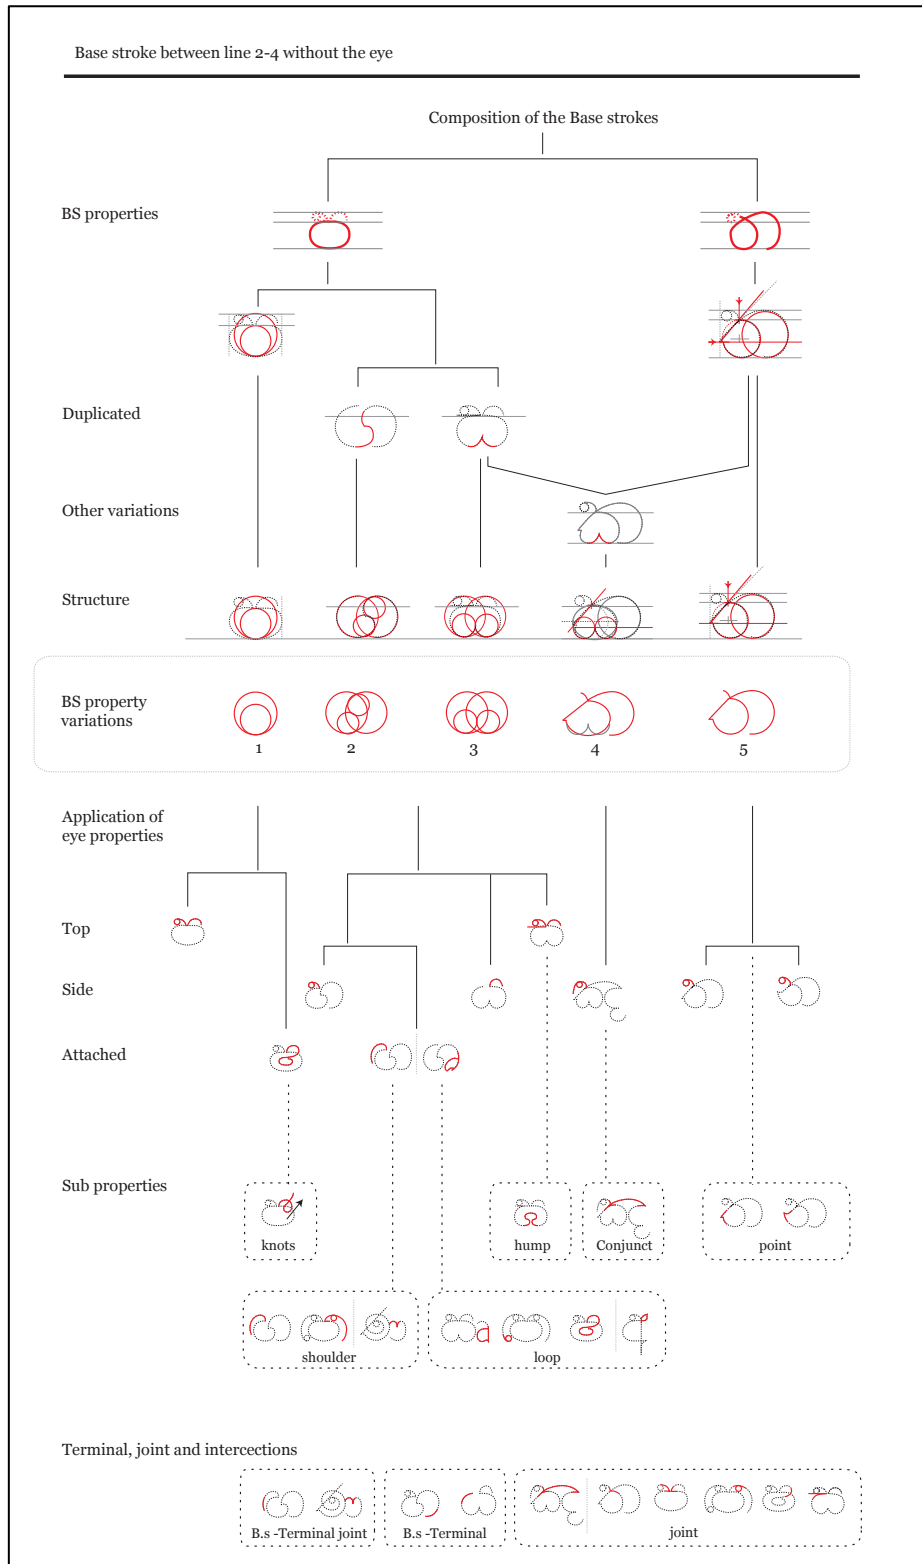 Base stroke between line 2-4 without the eye
Composition of the Base strokes
BS properties
Duplicated
Other variations
Structure
BS property
variations
1 2 3 4 5
Application of
eye properties
Top
Side
Attached
Sub properties
knots hump Conjunct point
shoulder loop
Terminal, joint and intercections
B.s -Terminal joint B.s -Terminal joint